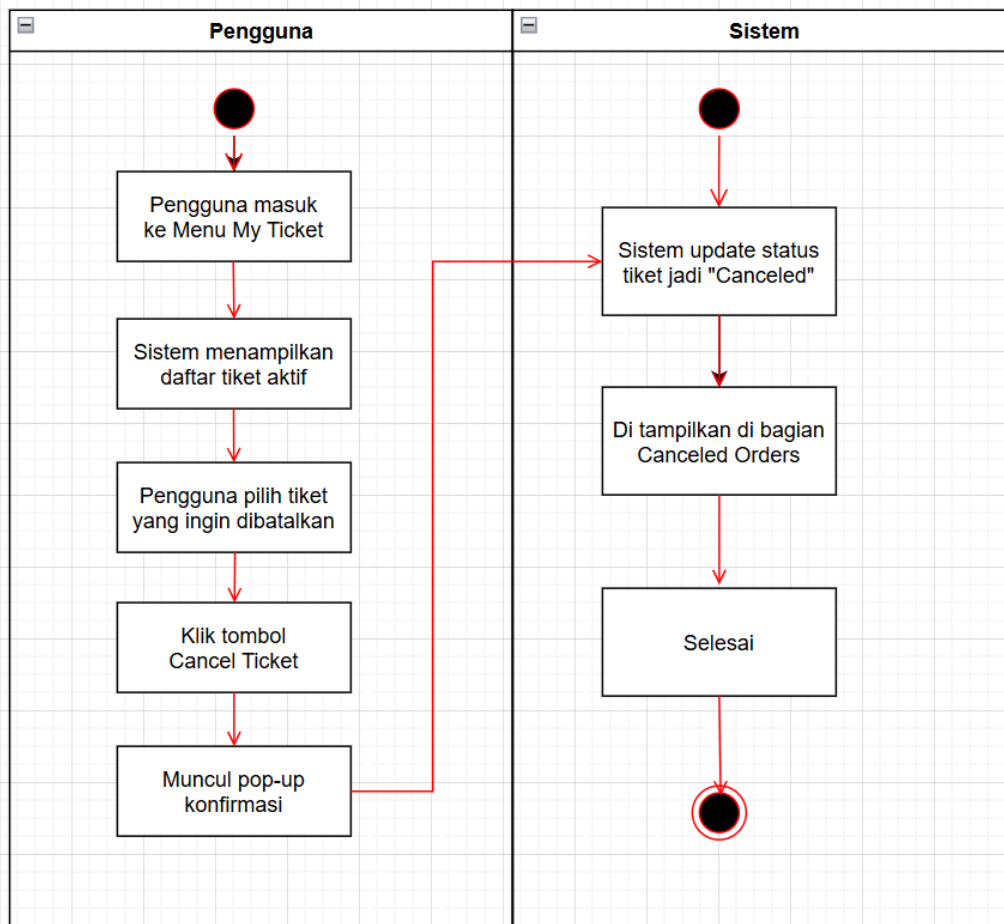 Pengguna
Sistem
Pengguna masuk
ke Menu My Ticket
Sistem menampilkan
daftar tiket aktif
Pengguna pilih tiket
yang ingin dibatalkan
Klik tombol
Cancel Ticket
Muncul pop-up
konfirmasi
Sistem update status
tiket jadi "Canceled"
Di tampilkan di bagian
Canceled Orders
Selesai